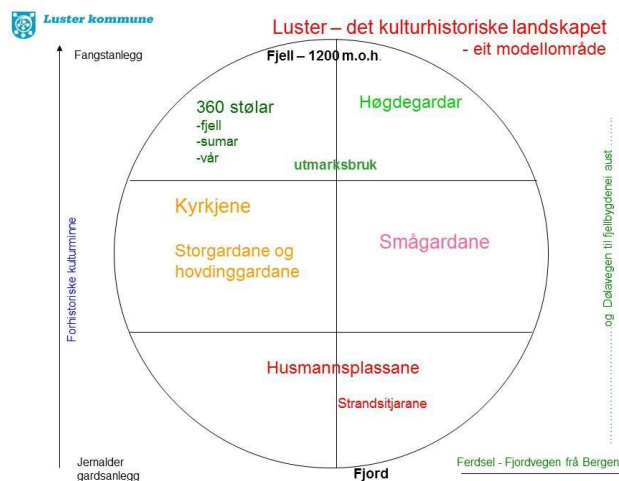 Luster kommune
Luster – det kulturhistoriske landskapet
- eit modellområde
Fangstanlegg
Fjell – 1200 m.o.h.
360 stølar
-fjell
-sumar
-vår
Høgdegardar
utmarksbruk
Kyrkjene
Storgardane og
hovdinggardane
Smågardane
Husmannsplassane
Strandsitjarane
Forhistoriske kulturminne
og Dølavegen til fjellbygdenei aust
Jernalder
gardsanlegg
Fjord
Ferdsel - Fjordvegen frå Bergen